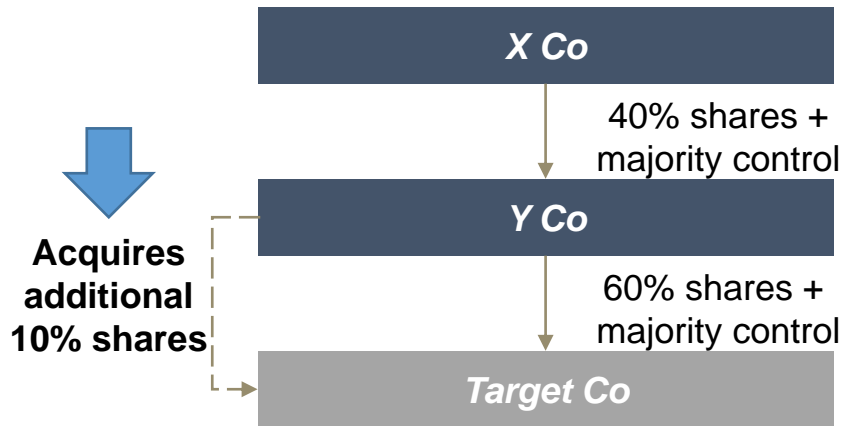 X Co
40% shares +
majority control
Y Co
Acquires
additional
10% shares
60% shares +
majority control
Target Co